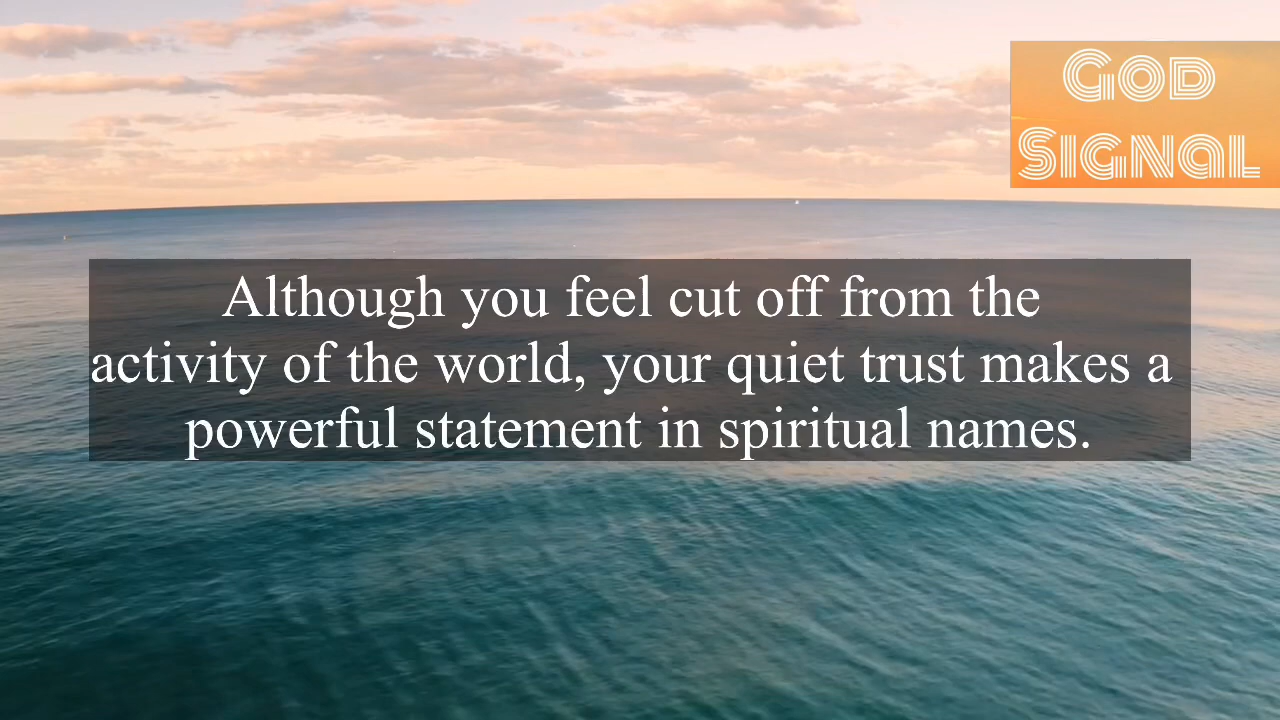 God
Signal
Although you feel cut off from the
activity of the world, your quiet trust makes a
powerful statement in spiritual names.